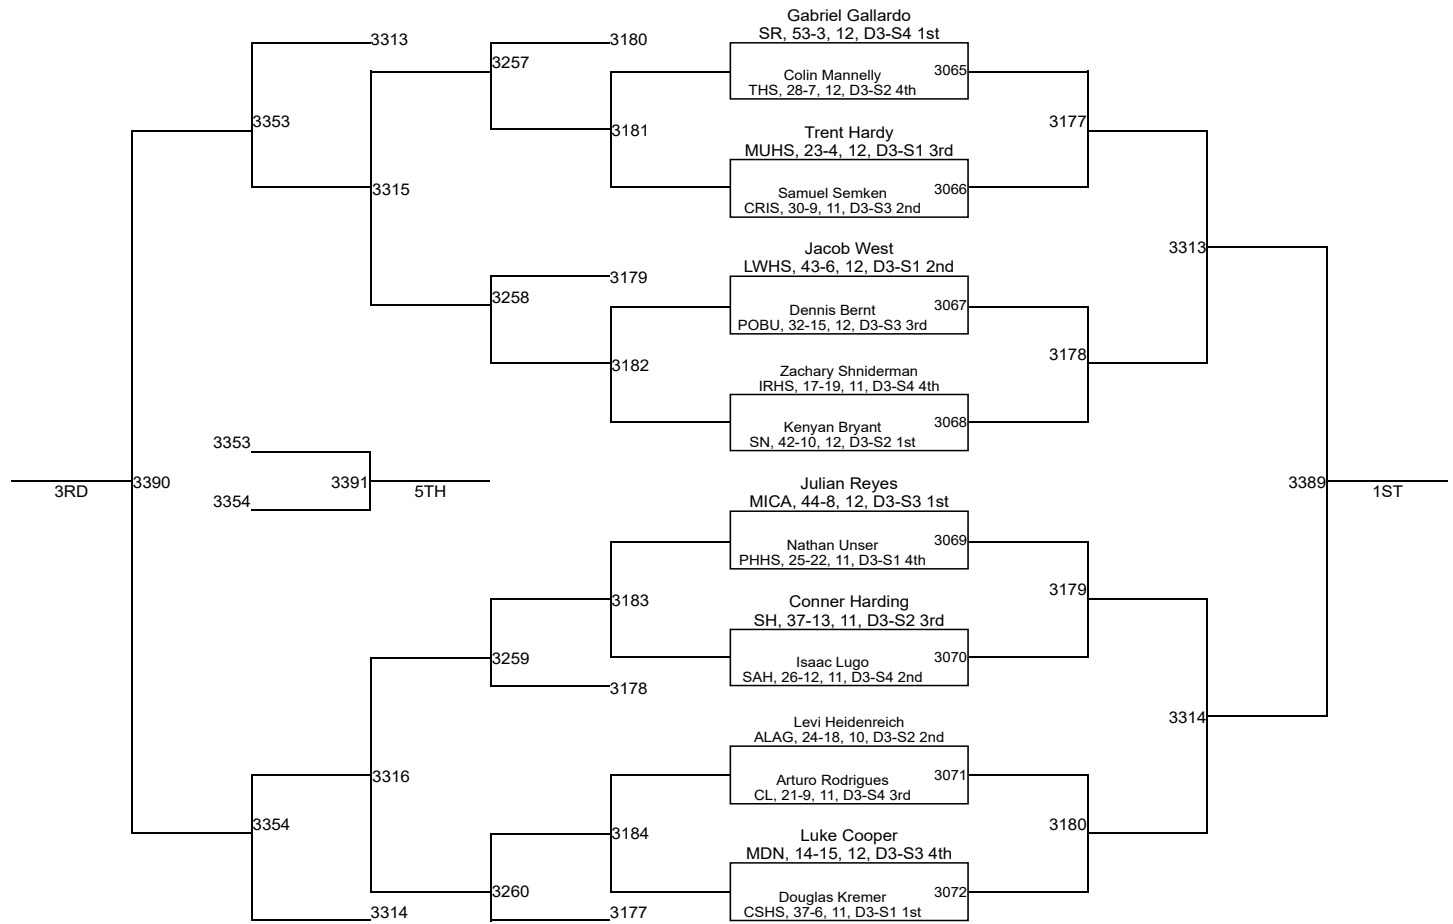 Gabriel Gallardo
SR, 53-3, 12, D3-S4 1st
3313
3180
3257
Colin Mannelly
THS, 28-7, 12, D3-S2 4th
3065
3353
3181
Trent Hardy
MUHS, 23-4, 12, D3-S1 3rd
3177
3315
Samuel Semken
CRIS, 30-9, 11, D3-S3 2nd
3066
Jacob West
LWHS, 43-6, 12, D3-S1 2nd
3313
3179
3258
Dennis Bernt
POBU, 32-15, 12, D3-S3 3rd
3067
3182
Zachary Shniderman
IRHS, 17-19, 11, D3-S4 4th
3178
Kenyan Bryant
SN, 42-10, 12, D3-S2 1st
3068
3353
3RD
3390
3391
5TH
3354
Julian Reyes
MICA, 44-8, 12, D3-S3 1st
3389
1ST
Nathan Unser
PHHS, 25-22, 11, D3-S1 4th
3069
3183
Conner Harding
SH, 37-13, 11, D3-S2 3rd
3179
3259
Isaac Lugo
SAH, 26-12, 11, D3-S4 2nd
3070
3178
Levi Heidenreich
ALAG, 24-18, 10, D3-S2 2nd
3314
3316
Arturo Rodrigues
CL, 21-9, 11, D3-S4 3rd
3071
3354
3184
Luke Cooper
MDN, 14-15, 12, D3-S3 4th
3180
3260
Douglas Kremer
CSHS, 37-6, 11, D3-S1 1st
3072
3314
3177